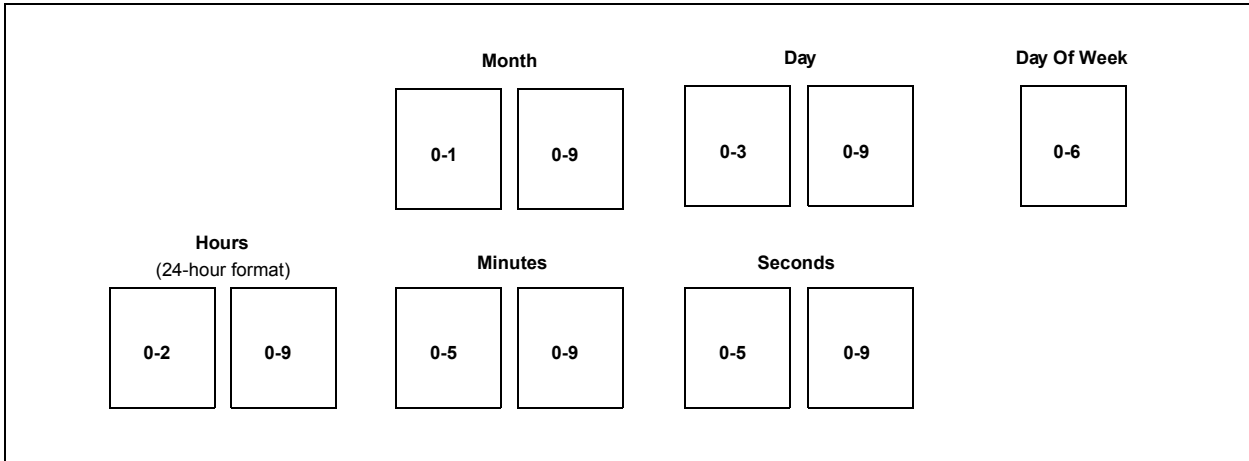 Month Day Day Of Week
0-1 0-9 0-3 0-9 0-6
Hours
(24-hour format)
Minutes Seconds
0-2 0-9 0-5 0-9 0-5 0-9